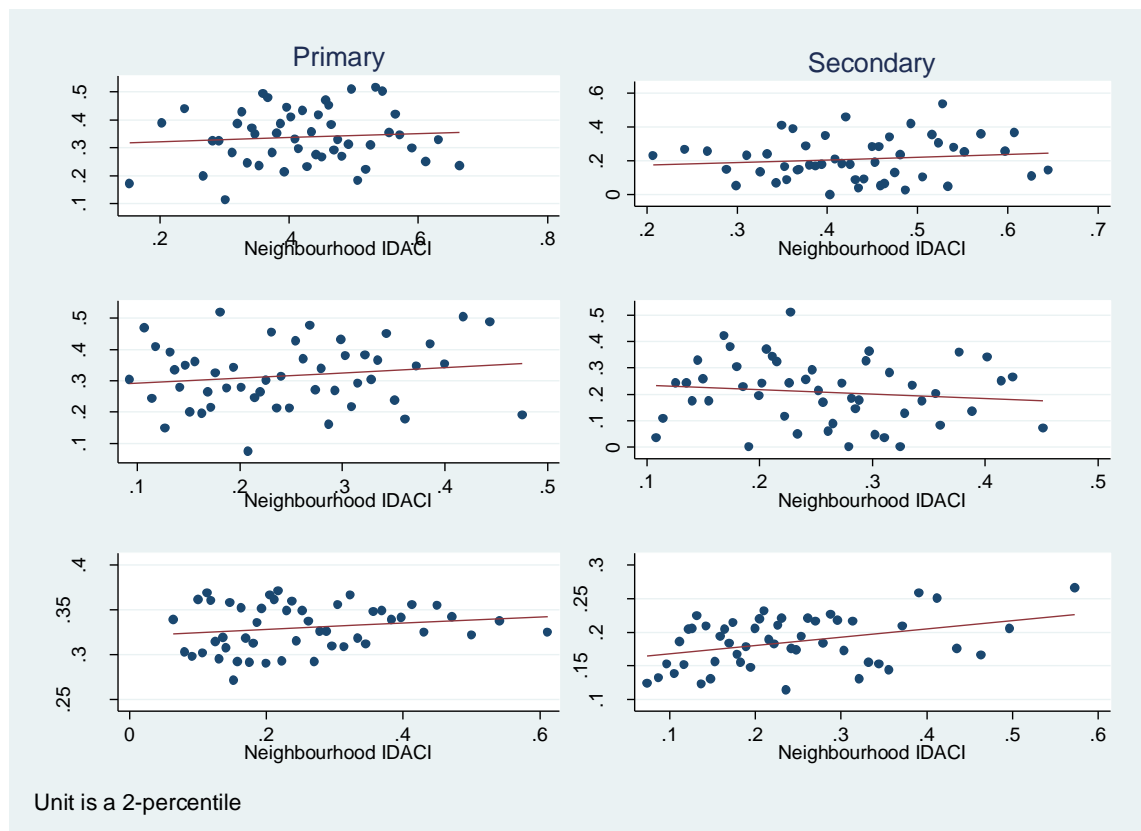 Primary
.5
.4
.3
.2
.1
.2 .4 .6 .8
Neighbourhood IDACI
Secondary
.6
.4
.2
0
.2 .3 .4 .5 .6 .7
Neighbourhood IDACI
.5
.4
.3
.2
.1
.1 .2 .3 .4 .5
Neighbourhood IDACI
.5
.4
.3
.2
.1
0
.1 .2 .3 .4 .5
Neighbourhood IDACI
.4
.35
.3
.25
0 .2 .4 .6
Neighbourhood IDACI
.3
.25
.2
.15
.1
.1 .2 .3 .4 .5 .6
Neighbourhood IDACI
Unit is a 2-percentile